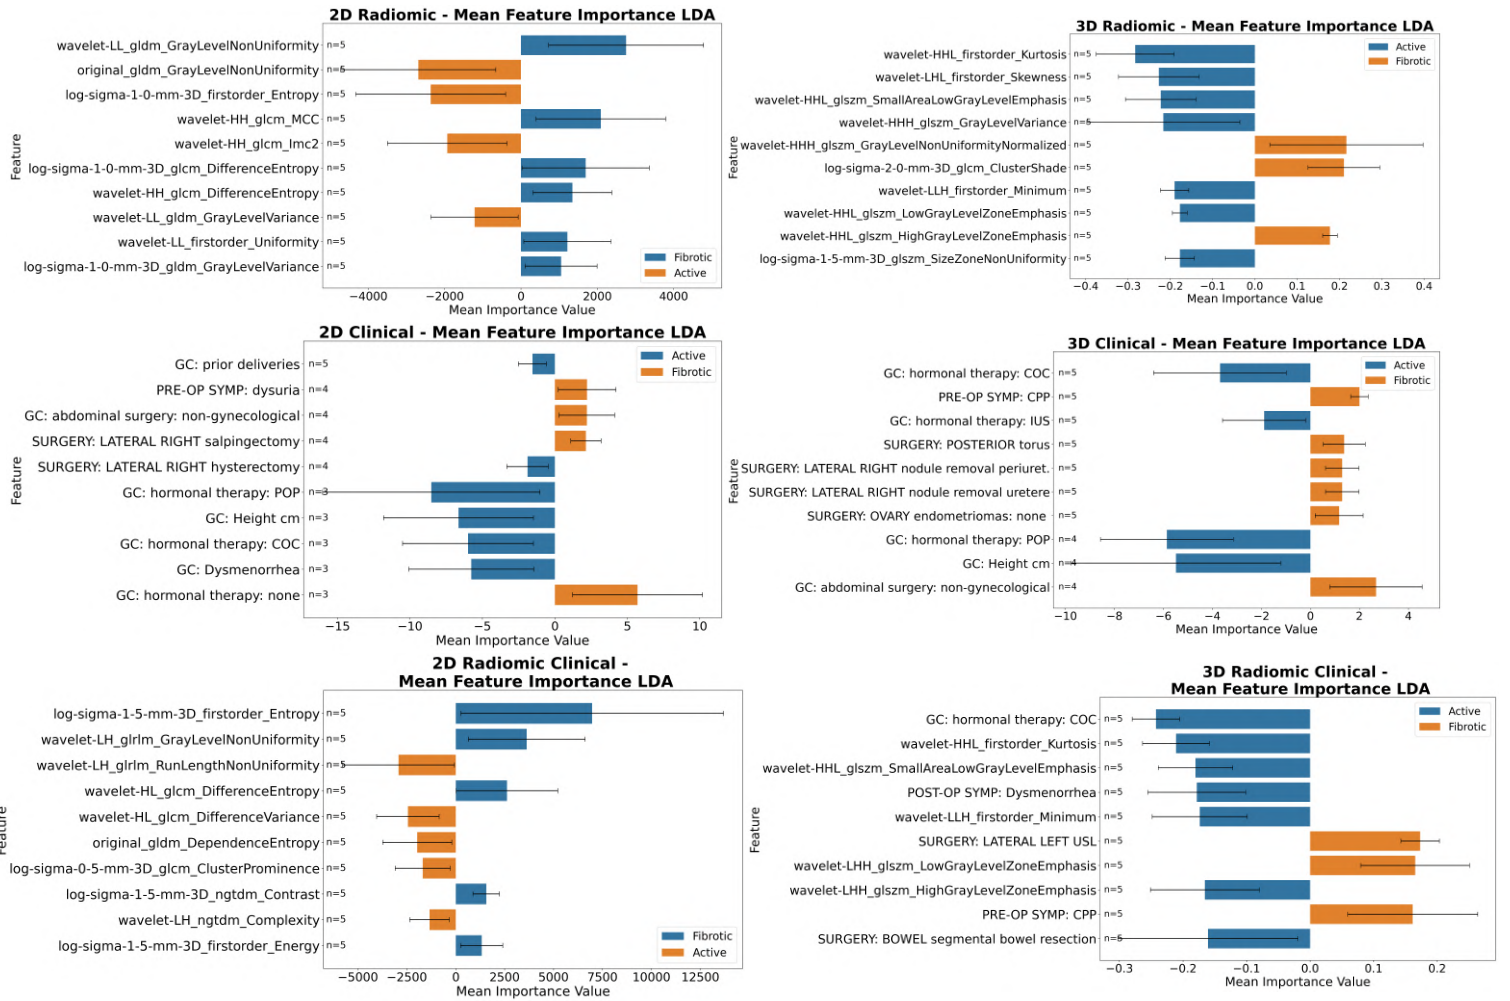 2D Radiomic - Mean Feature Importance LDA
Feature
wavelet-LL_gldm_GrayLevelNonUniformity n=5
original_gldm_GrayLevelNonUniformity n=5
log-sigma-1-0-mm-3D_firstorder_Entropy n=5
wavelet-HH_glcm_MCC n=5
wavelet-HH_glcm_Imc2 n=5
log-sigma-1-0-mm-3D_glcm_DifferenceEntropy n=5
wavelet-HH_glcm_DifferenceEntropy n=5
wavelet-LL_gldm_GrayLevelVariance n=5
wavelet-LL_firstorder_Uniformity n=5
log-sigma-1-0-mm-3D_gldm_GrayLevelVariance n=5
Fibrotic
Active
−4000 −2000 0 2000 4000
Mean Importance Value
3D Radiomic - Mean Feature Importance LDA
Feature
wavelet-HHL_firstorder_Kurtosis n=5
wavelet-LHL_firstorder_Skewness n=5
wavelet-HHL_glszm_SmallAreaLowGrayLevelEmphasis n=5
wavelet-HHH_glszm_GrayLevelVariance n=5
wavelet-HHH_glszm_GrayLevelNonUniformityNormalized n=5
log-sigma-2-0-mm-3D_glcm_ClusterShade n=5
wavelet-LLH_firstorder_Minimum n=5
wavelet-HHL_glszm_LowGrayLevelZoneEmphasis n=5
wavelet-HHL_glszm_HighGrayLevelZoneEmphasis n=5
log-sigma-1-5-mm-3D_glszm_SizeZoneNonUniformity n=5
Active
Fibrotic
−0.4 −0.3 −0.2 −0.1 0.0 0.1 0.2 0.3 0.4
Mean Importance Value
2D Clinical - Mean Feature Importance LDA
Feature
GC: prior deliveries n=5
PRE-OP SYMP: dysuria n=4
GC: abdominal surgery: non-gynecological n=4
SURGERY: LATERAL RIGHT salpingectomy n=4
SURGERY: LATERAL RIGHT hysterectomy n=4
GC: hormonal therapy: POP n=3
GC: Height cm n=3
GC: hormonal therapy: COC n=3
GC: Dysmenorrhea n=3
GC: hormonal therapy: none n=3
Active
Fibrotic
−15 −10 −5 0 5 10
Mean Importance Value
3D Clinical - Mean Feature Importance LDA
Feature
GC: hormonal therapy: COC n=5
PRE-OP SYMP: CPP n=5
GC: hormonal therapy: IUS n=5
SURGERY: POSTERIOR torus n=5
SURGERY: LATERAL RIGHT nodule removal periuret. n=5
SURGERY: LATERAL RIGHT nodule removal uretere n=5
SURGERY: OVARY endometriomas: none n=5
GC: hormonal therapy: POP n=4
GC: Height cm n=4
GC: abdominal surgery: non-gynecological n=4
Active
Fibrotic
−10 −8 −6 −4 −2 0 2 4
Mean Importance Value
2D Radiomic Clinical -
Mean Feature Importance LDA
Feature
log-sigma-1-5-mm-3D_firstorder_Entropy n=5
wavelet-LH_glrlm_GrayLevelNonUniformity n=5
wavelet-LH_glrlm_RunLengthNonUniformity n=5
wavelet-HL_glcm_DifferenceEntropy n=5
wavelet-HL_glcm_DifferenceVariance n=5
original_gldm_DependenceEntropy n=5
log-sigma-0-5-mm-3D_glcm_ClusterProminence n=5
log-sigma-1-5-mm-3D_ngtdm_Contrast n=5
wavelet-LH_ngtdm_Complexity n=5
log-sigma-1-5-mm-3D_firstorder_Energy n=5
Fibrotic
Active
−5000 −2500 0 2500 5000 7500 10000 12500
Mean Importance Value
3D Radiomic Clinical -
Mean Feature Importance LDA
Feature
GC: hormonal therapy: COC n=5
wavelet-HHL_firstorder_Kurtosis n=5
wavelet-HHL_glszm_SmallAreaLowGrayLevelEmphasis n=5
POST-OP SYMP: Dysmenorrhea n=5
wavelet-LLH_firstorder_Minimum n=5
SURGERY: LATERAL LEFT USL n=5
wavelet-LHH_glszm_LowGrayLevelZoneEmphasis n=5
wavelet-LHH_glszm_HighGrayLevelZoneEmphasis n=5
PRE-OP SYMP: CPP n=5
SURGERY: BOWEL segmental bowel resection n=5
Active
Fibrotic
−0.3 −0.2 −0.1 0.0 0.1 0.2
Mean Importance Value